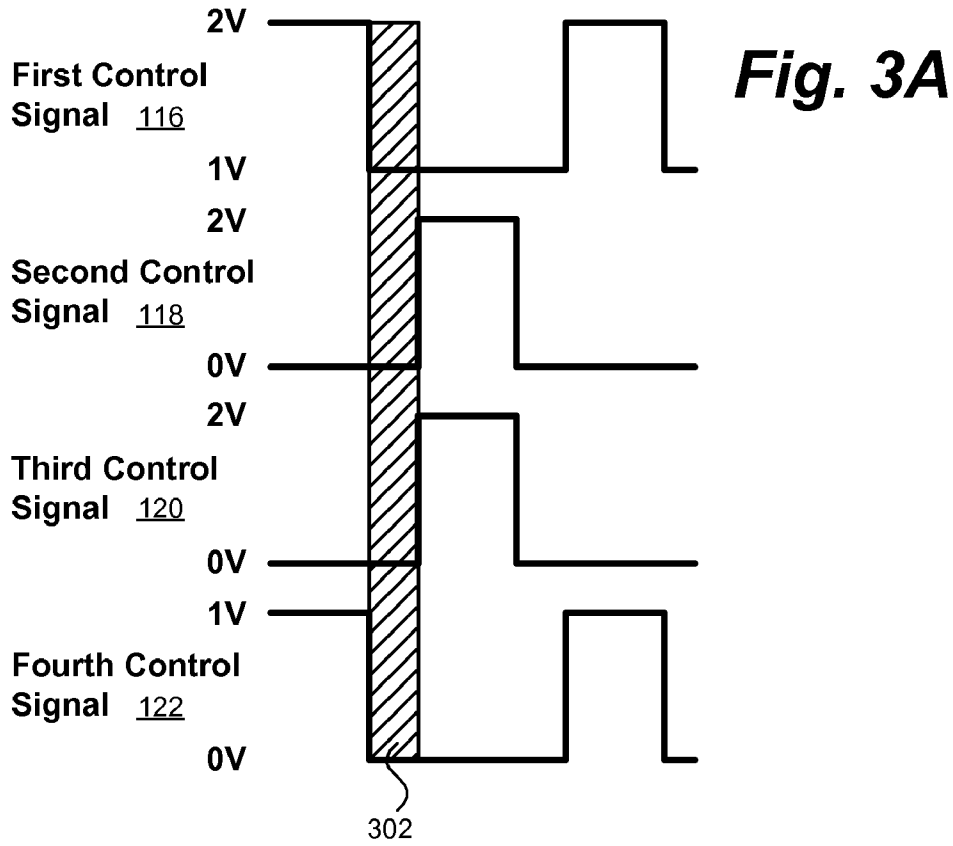 Fig. 3A
2V
First Control
Signal 116
1V
2V
Second Control
Signal 118
0V
2V
Third Control
Signal 120
0V
1V
Fourth Control
Signal 122
0V
302